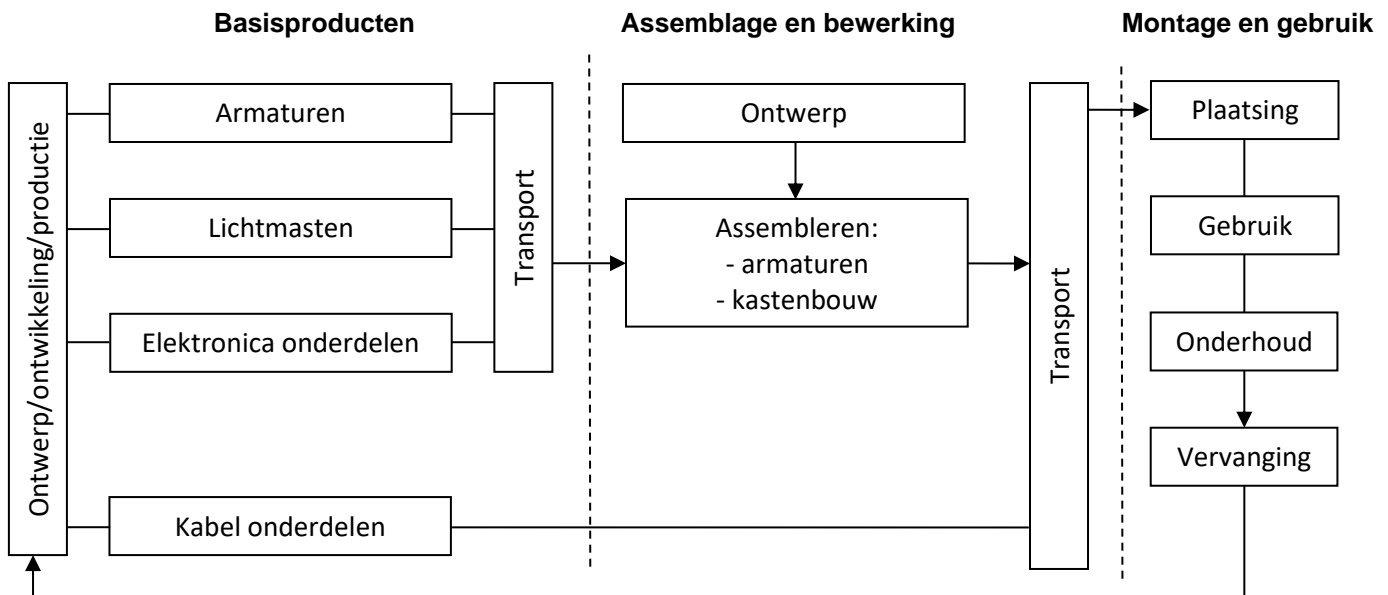 Basisproducten
Assemblage en bewerking
Montage en gebruik
Ontwerp/ontwikkeling/productie
Armaturen
Lichtmasten
Elektronica onderdelen
Kabel onderdelen
Transport
Ontwerp
Assembleren:
- armaturen
- kastenbouw
Transport
Plaatsing
Gebruik
Onderhoud
Vervanging